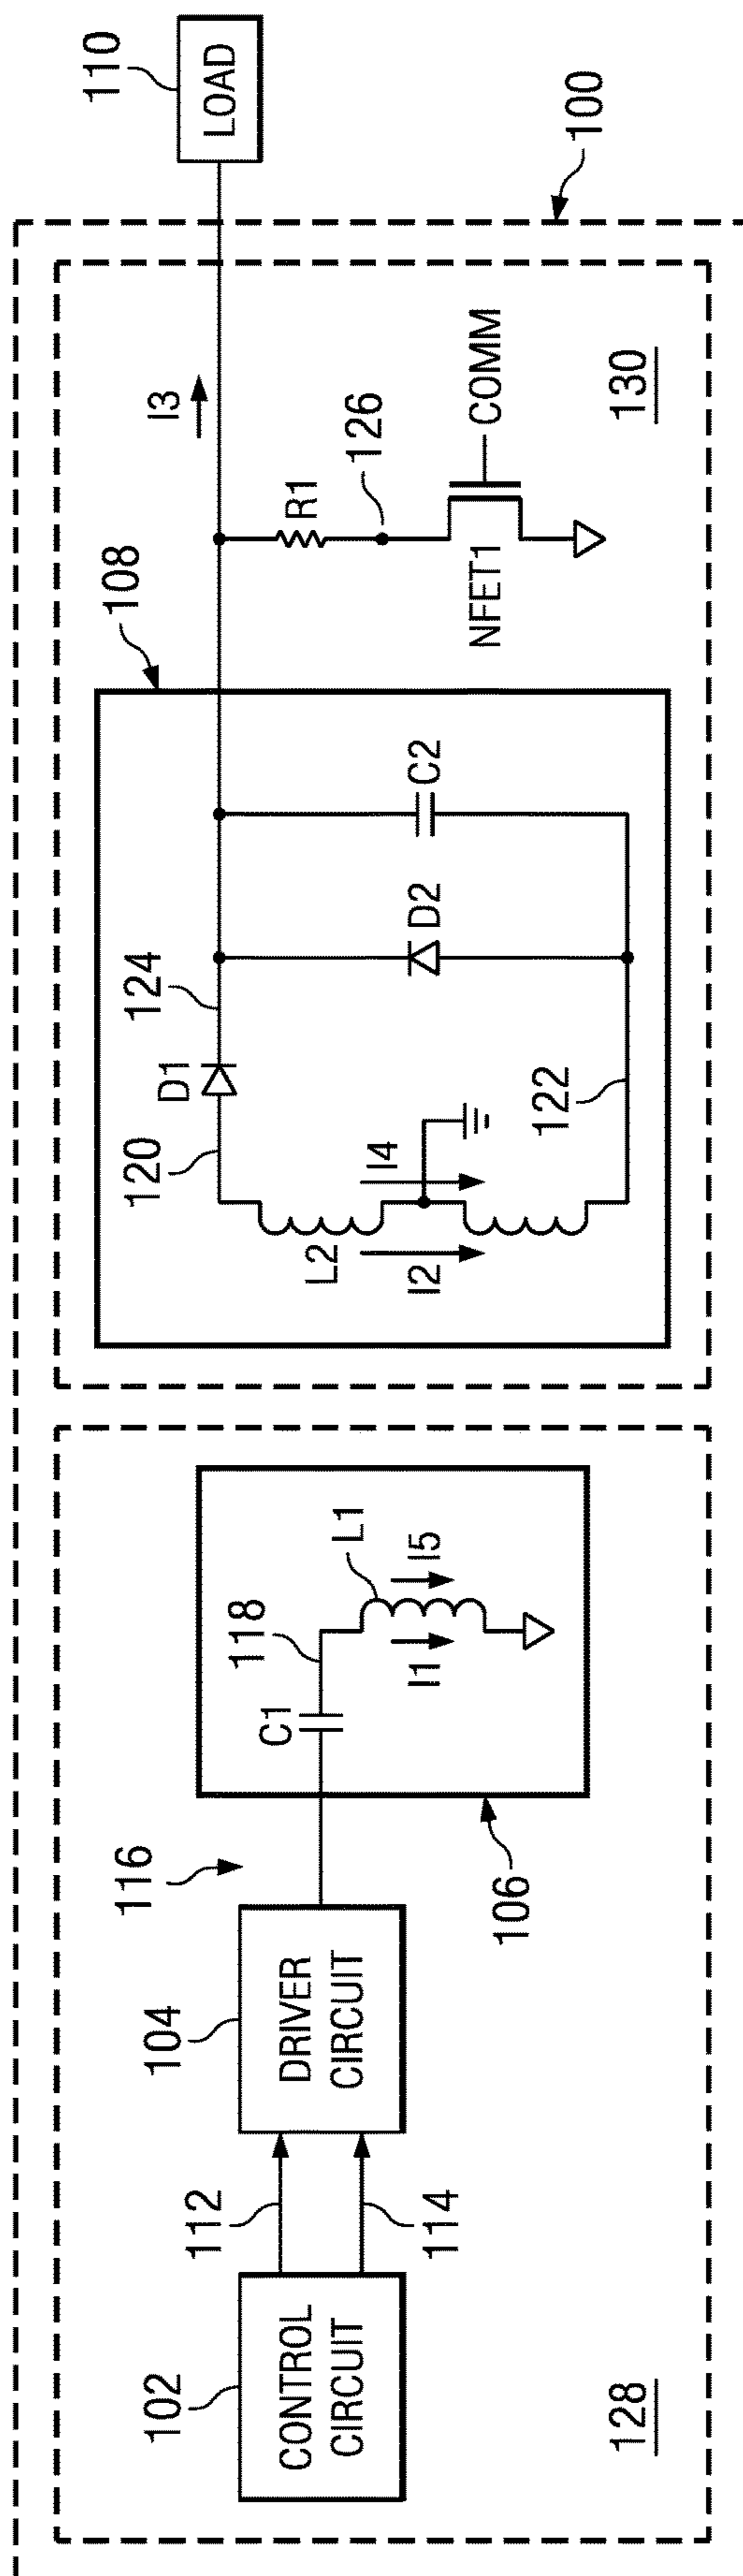 102
CONTROL
CIRCUIT
112
114
104
DRIVER
CIRCUIT
116
106
C1
118
L1
I1
I5
128
108
L2
I2
I4
120
D1
124
122
D2
C2
I3
R1
126
NFET1
COMM
130
100
110
LOAD